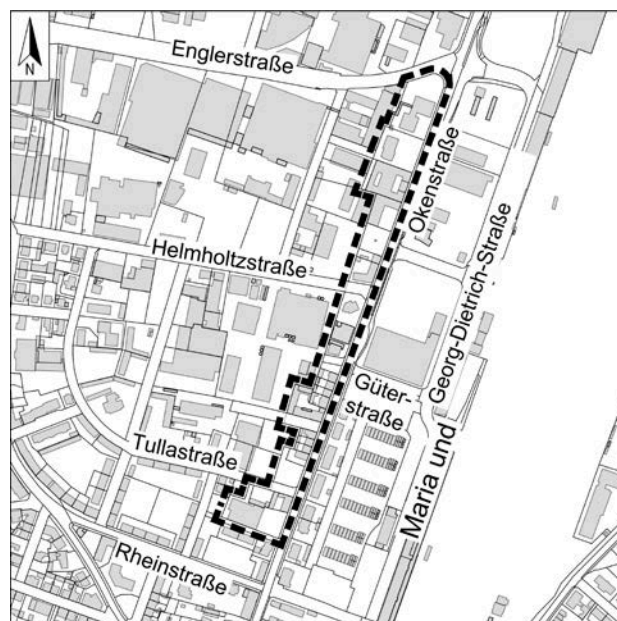 Englerstraße
N
Okenstraße
Helmholtzstraße
Georg-Dietrich-Straße
Maria und
Güter-
straße
Tullastraße
Rheinstraße